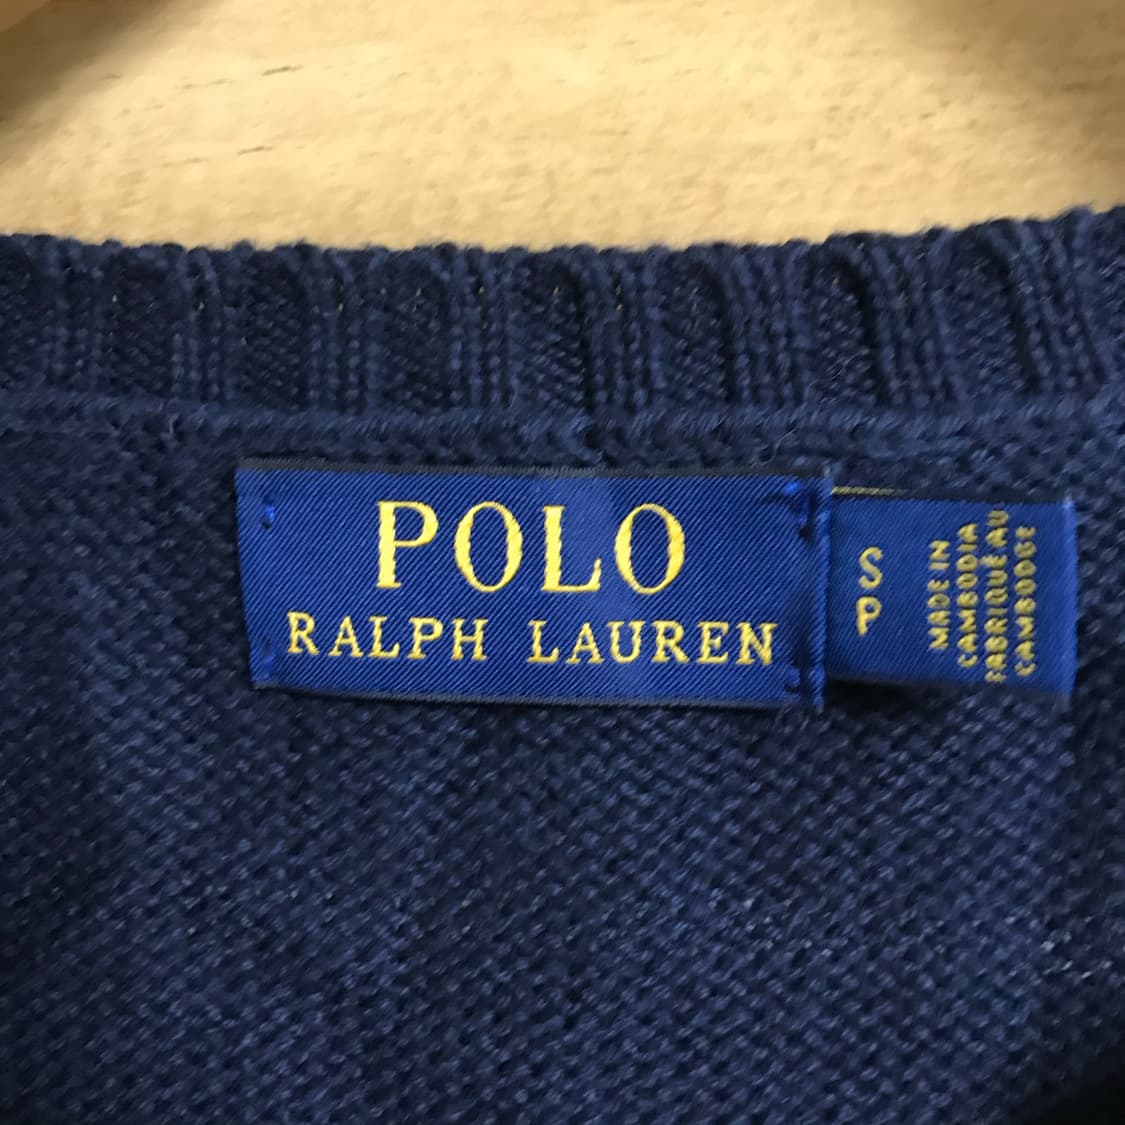 POLO
RALPH LAUREN
S
P
MADE IN
CAMBODIA
FABRIQUÉ AU
CAMBODGE